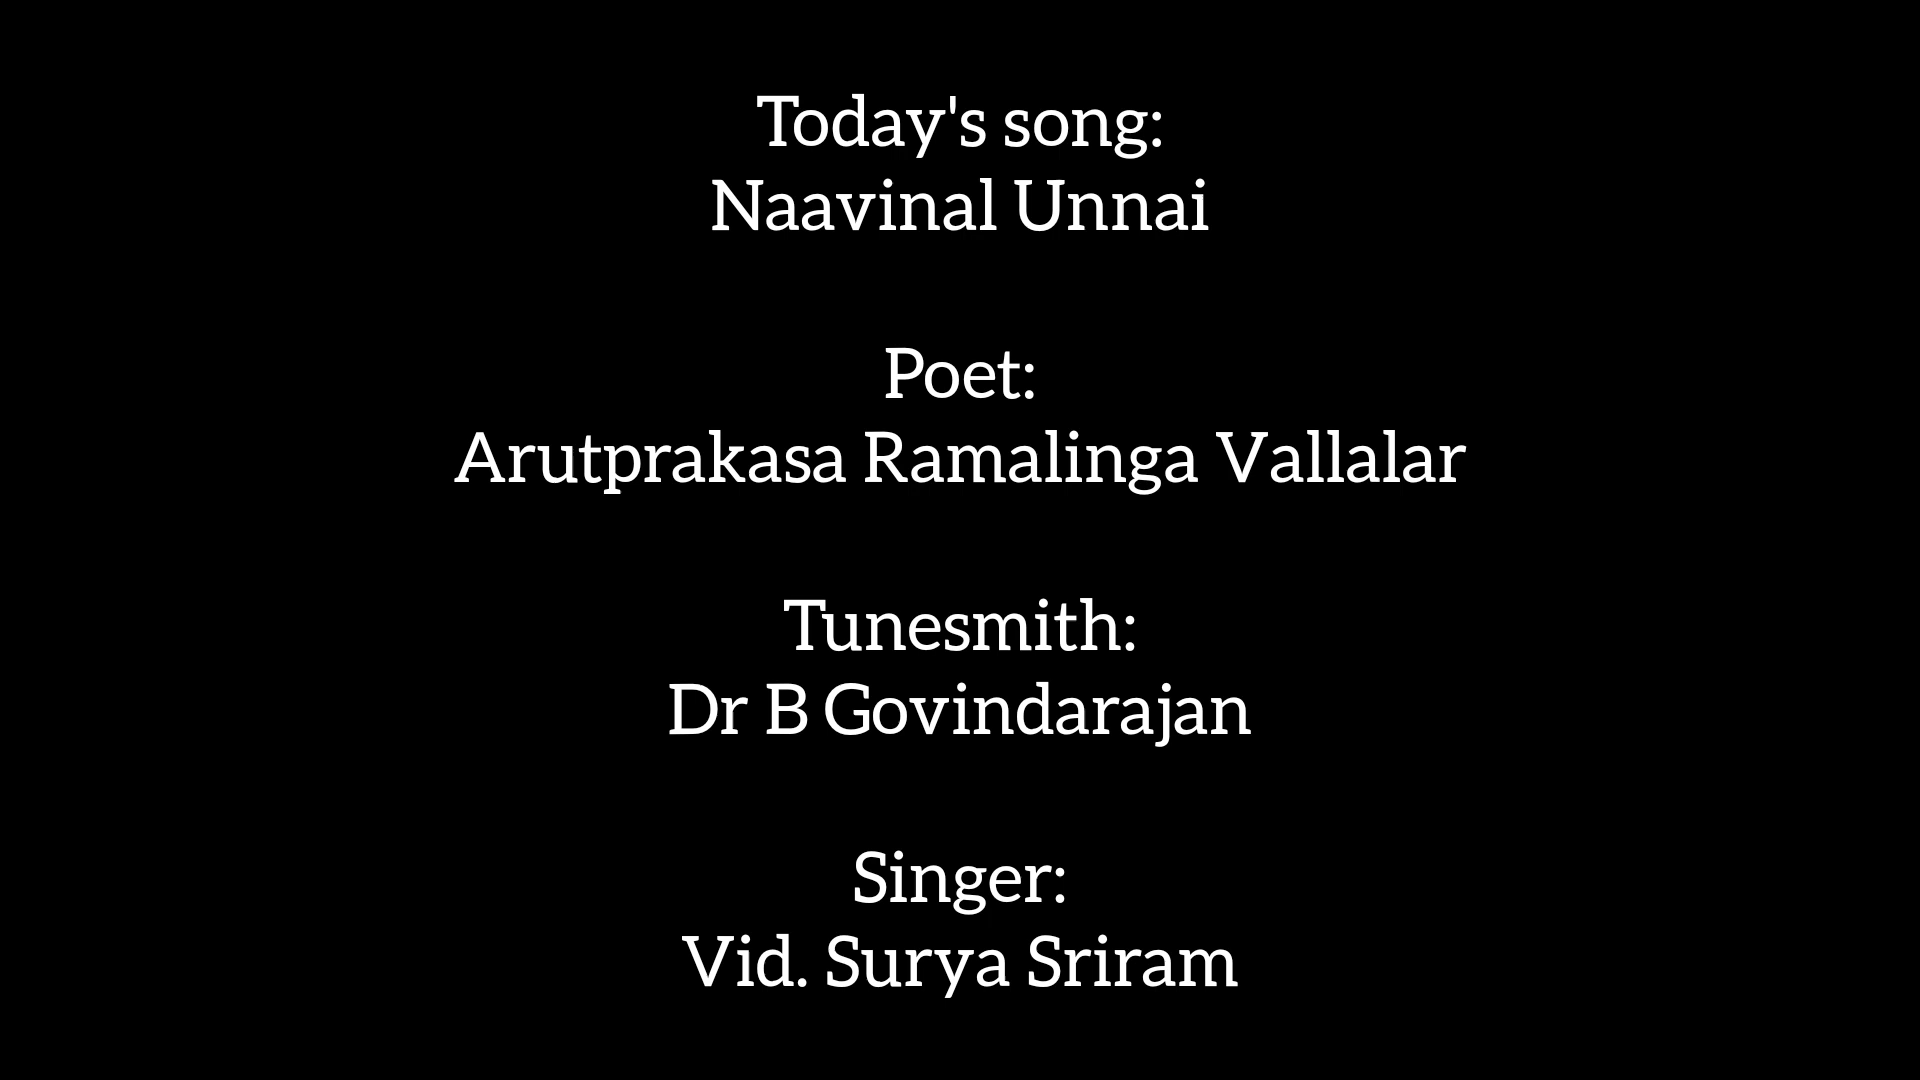 Today's song:
Naavinal Unnai
Poet:
Arutprakasa Ramalinga Vallalar
Tunesmith:
Dr B Govindarajan
Singer:
Vid. Surya Sriram